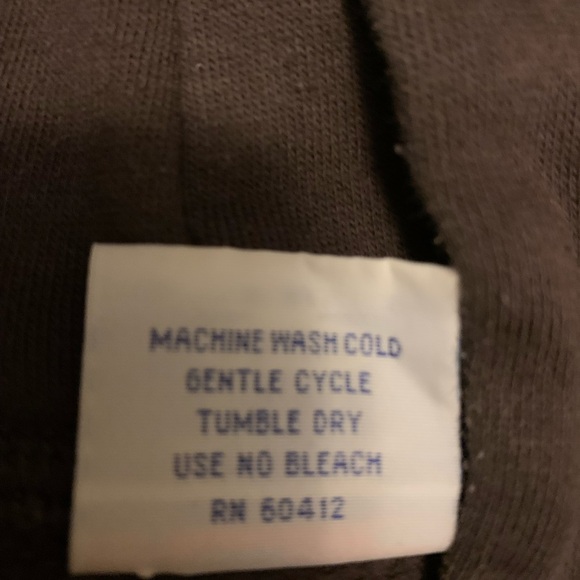 MACHINE WASH COLD
GENTLE CYCLE
TUMBLE DRY
USE NO BLEACH
RN 60412